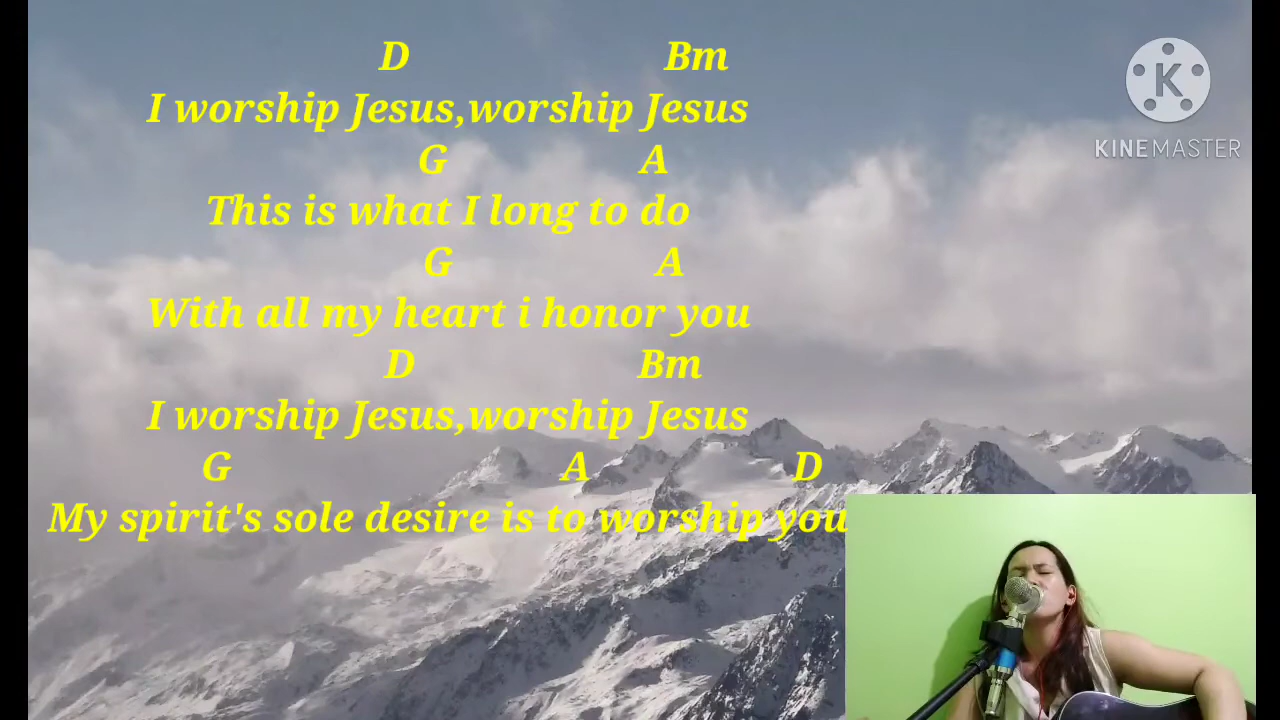 D Bm
I worship Jesus,worship Jesus
G A
This is what I long to do
G A
With all my heart i honor you
D Bm
I worship Jesus,worship Jesus
G A D
My spirit's sole desire is to worship you
K
KINEMASTER